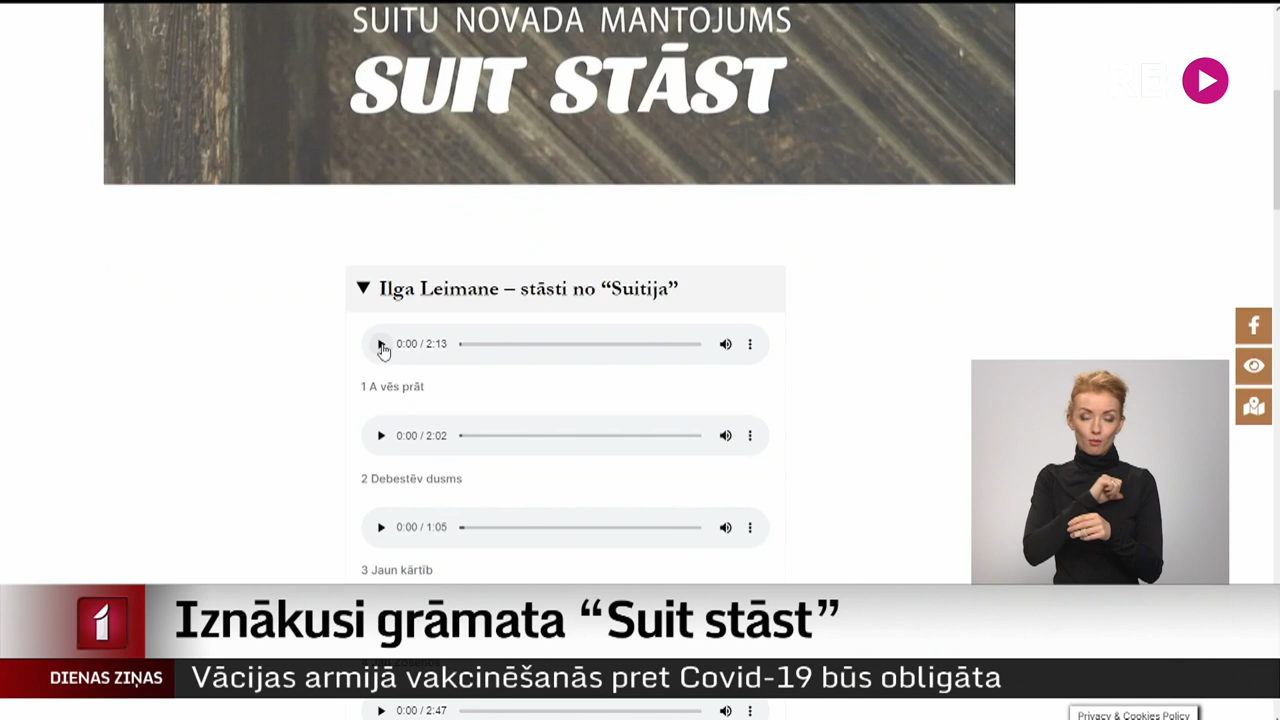 SUITU NOVADA MANTOJUMS
SUIT STĀST
Ilga Leimane – stāsti no “Suitija”
0:00 / 2:13
1 A vēs prāt
0:00 / 2:02
2 Debestēv dusms
0:00 / 1:05
3 Jaun kārtīb
1 Iznākusi grāmata “Suit stāst”
DIENAS ZIŅAS Vācijas armijā vakcinēšanās pret Covid-19 būs obligāta
0:00 / 2:47
Privacy & Cookies Policy